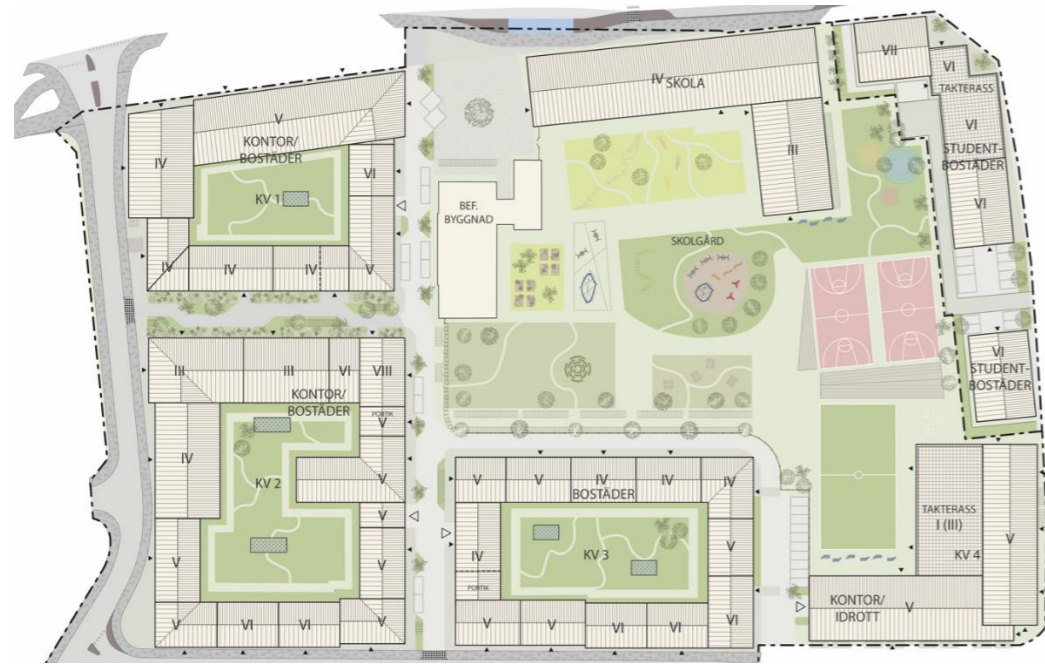 VII
VI
TAKTERASS
IV SKOLA
VI
STUDENT-
BOSTÄDER
VI
V
KONTOR/
BOSTÄDER
IV
III
VI
KV 1
BEF.
BYGGNAD
SKOLGÅRD
IV
IV
IV
V
VI
STUDENT-
BOSTÄDER
III
III
VI
VIII
KONTOR/
BOSTÄDER
PORTIK
V
IV
V
V
V
IV
IV
IV
BOSTÄDER
KV 2
V
V
TAKTERASS
I (III)
V
V
IV
KV 3
V
KV 4
V
PORTIK
V
KONTOR/
IDROTT
V
V
VI
VI
V
V
V
VI
VI
V